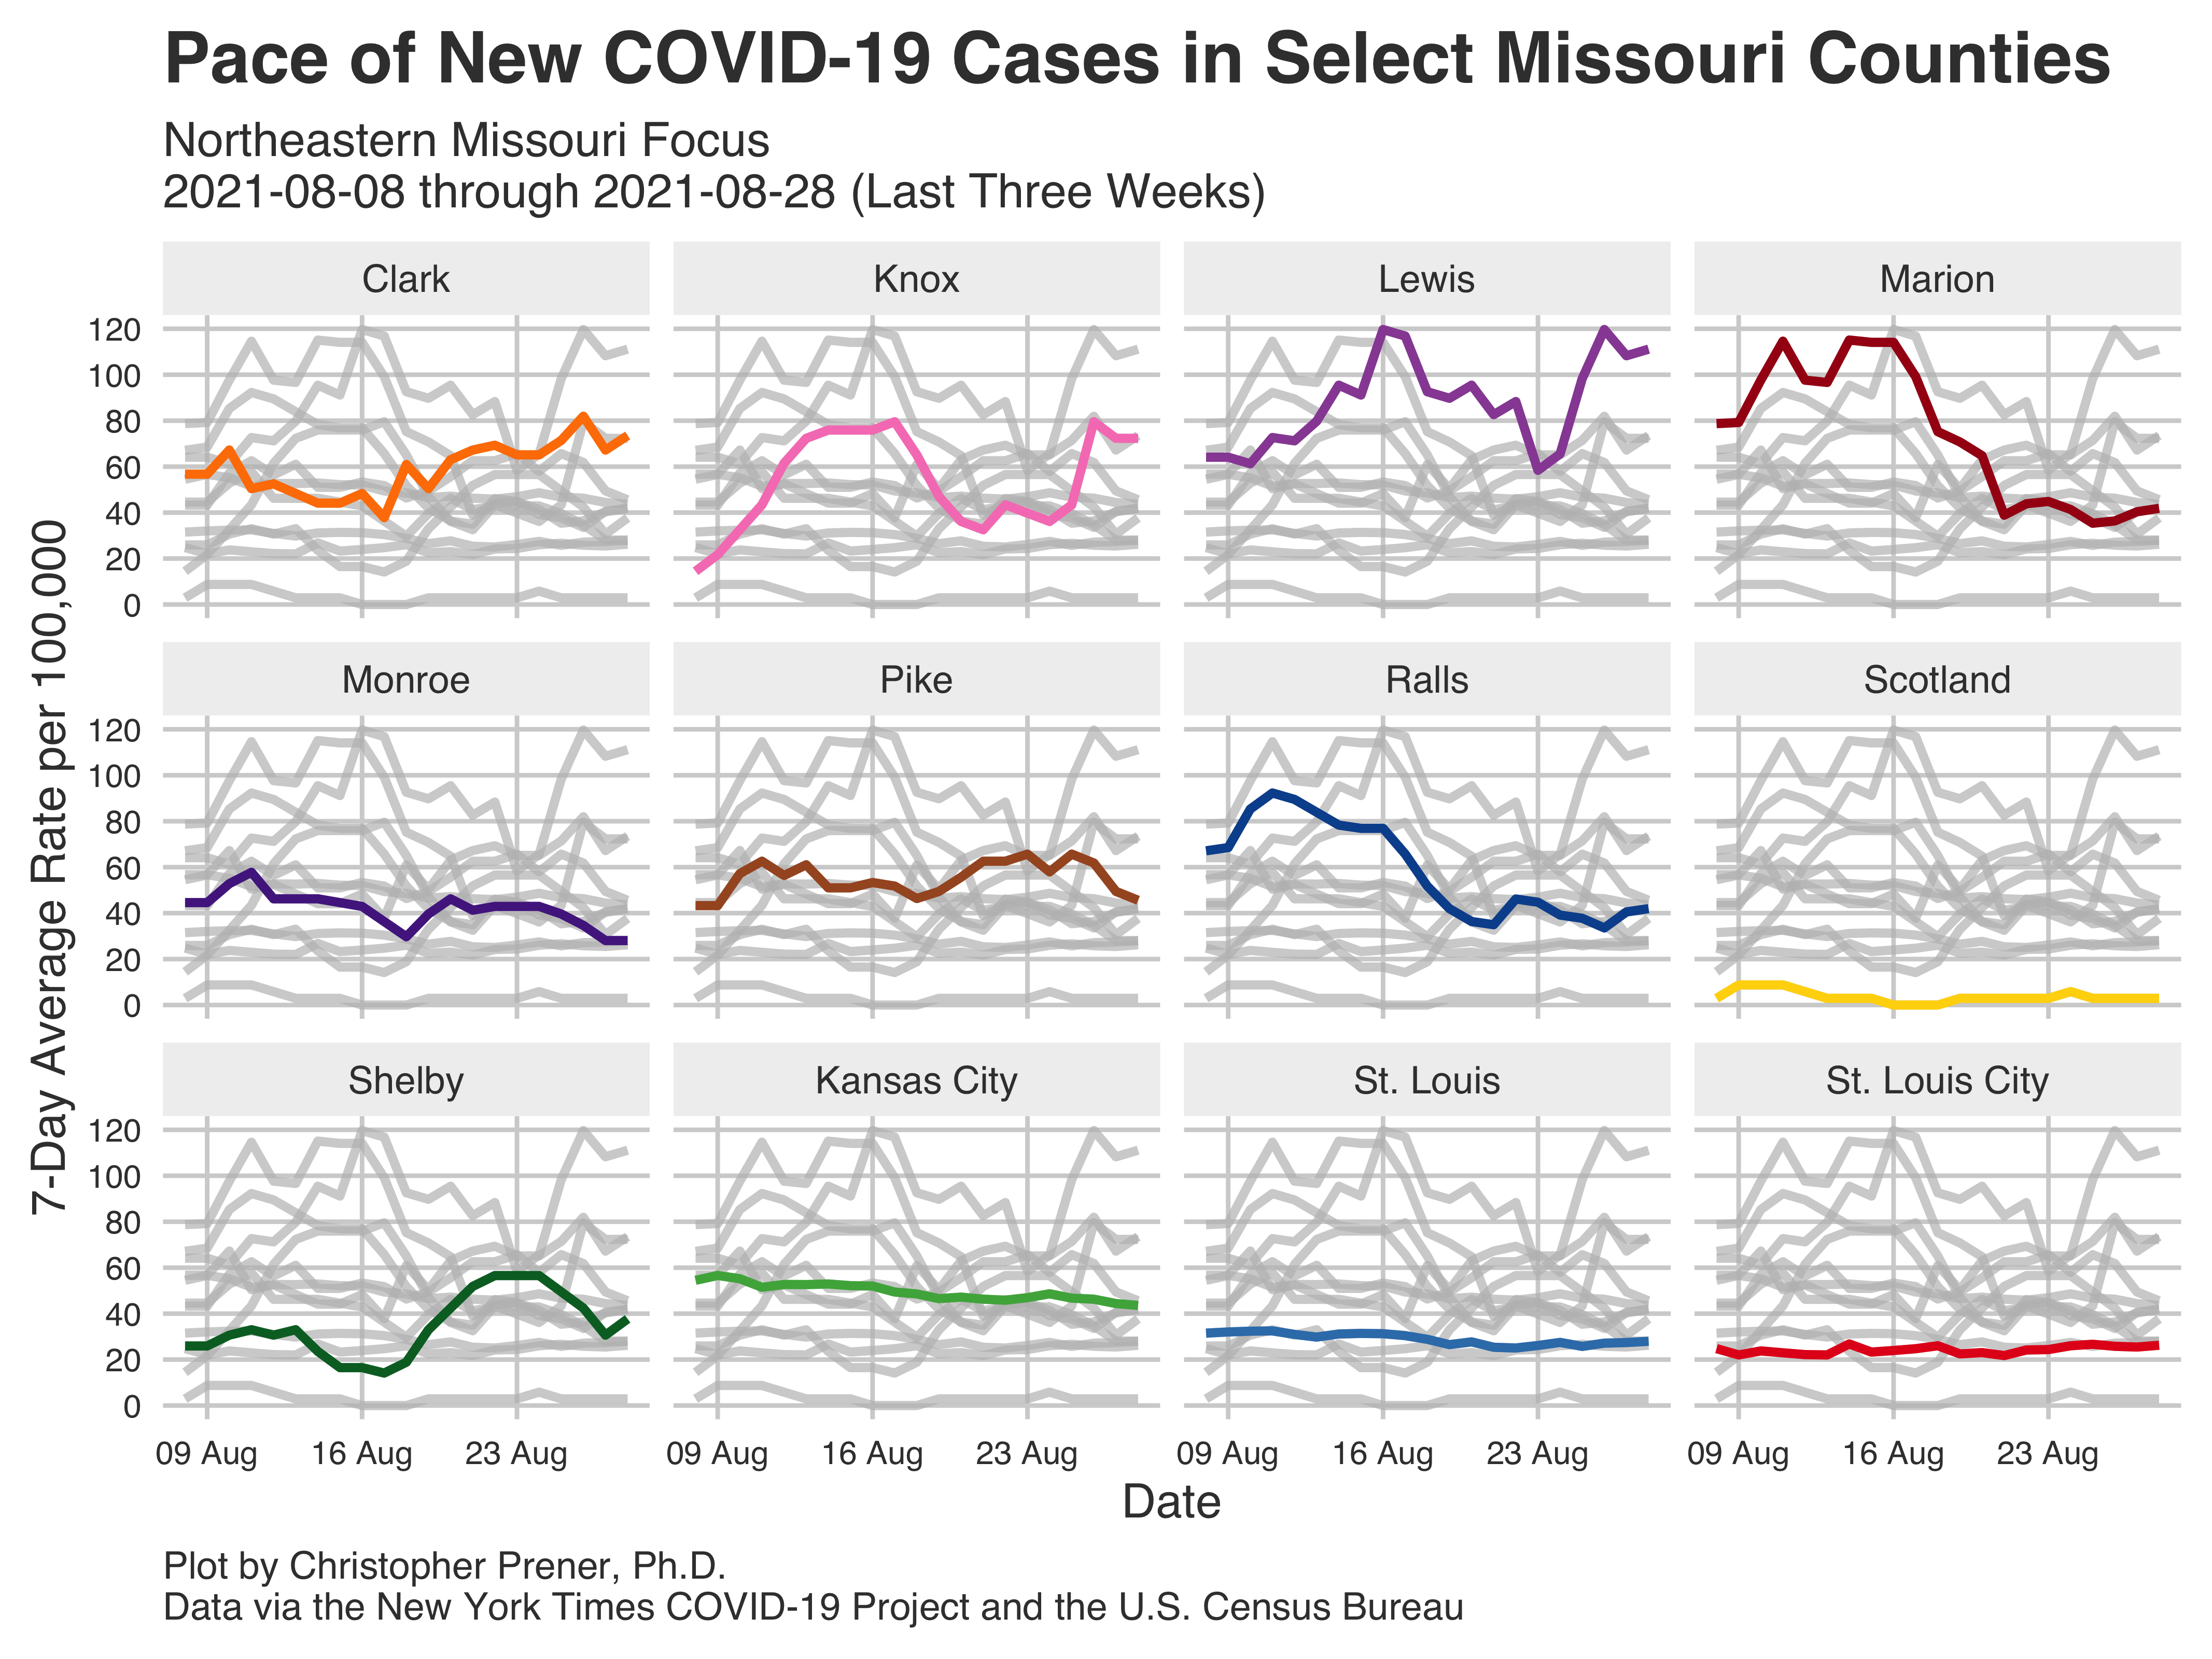 Pace of New COVID-19 Cases in Select Missouri Counties
Northeastern Missouri Focus
2021-08-08 through 2021-08-28 (Last Three Weeks)
7-Day Average Rate per 100,000
Clark
Knox
Lewis
Marion
120
100
80
60
40
20
0
Monroe
Pike
Ralls
Scotland
120
100
80
60
40
20
0
Shelby
Kansas City
St. Louis
St. Louis City
120
100
80
60
40
20
0
09 Aug 16 Aug 23 Aug
09 Aug 16 Aug 23 Aug
09 Aug 16 Aug 23 Aug
09 Aug 16 Aug 23 Aug
Date
Plot by Christopher Prener, Ph.D.
Data via the New York Times COVID-19 Project and the U.S. Census Bureau